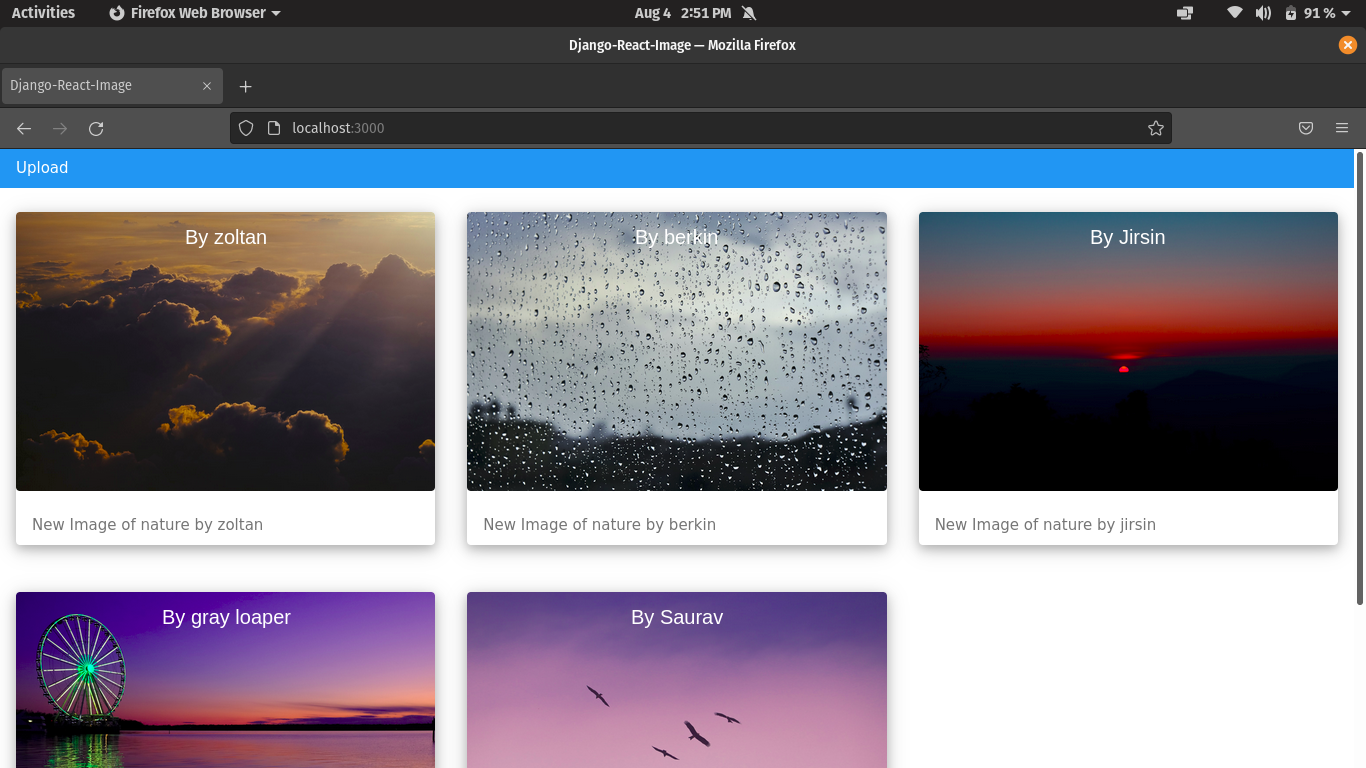 Activities Firefox Web Browser Aug 4 2:51 PM 91 %
Django-React-Image — Mozilla Firefox
Django-React-Image
localhost:3000
Upload
By zoltan
By berkin
By Jirsin
New Image of nature by zoltan
New Image of nature by berkin
New Image of nature by jirsin
By gray loaper
By Saurav